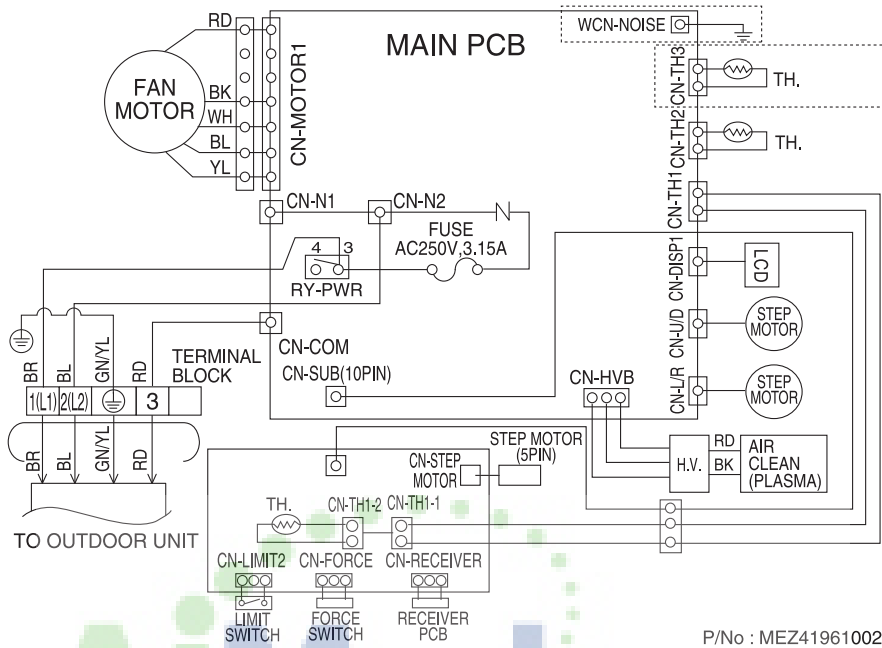 RD
BK
WH
BL
YL
FAN
MOTOR
CN-MOTOR1
MAIN PCB
WCN-NOISE
CN-TH3
TH.
CN-TH2
TH.
CN-TH1
CN-N1
CN-N2
N
FUSE
AC250V,3.15A
4 3
RY-PWR
CN-DISP1
LCD
CN-U/D
STEP
MOTOR
CN-L/R
STEP
MOTOR
CN-COM
CN-SUB(10PIN)
CN-HVB
BR
BL
GN/YL
RD
TERMINAL
BLOCK
1(L1)
2(L2)
3
BR
BL
GN/YL
RD
TO OUTDOOR UNIT
CN-STEP
MOTOR
STEP MOTOR
(5PIN)
H.V.
RD
BK
AIR
CLEAN
(PLASMA)
TH.
CN-TH1-2
CN-TH1-1
CN-LIMIT2
CN-FORCE
CN-RECEIVER
LIMIT
SWITCH
FORCE
SWITCH
RECEIVER
PCB
P/No : MEZ41961002